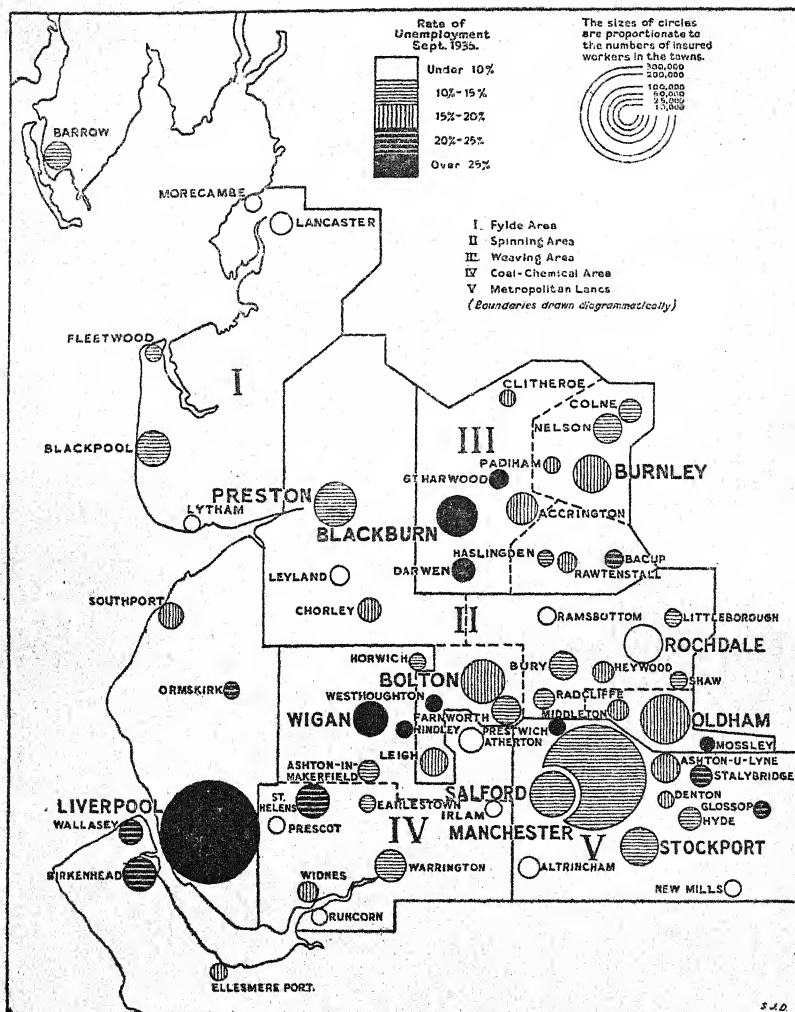 Rate of
Unemployment
Sept. 1936.
Under 10%
10%-15%
15%-20%
20%-25%
Over 25%
The sizes of circles
are proportionate to
the numbers of insured
workers in the towns.
300,000
200,000
100,000
50,000
25,000
10,000
I Fylde Area
II Spinning Area
III Weaving Area
IV Coal-Chemical Area
V Metropolitan Lancs
(Boundaries drawn diagrammatically)
BARROW
MORECAMBE
LANCASTER
FLEETWOOD
I
CLITHEROE
COLNE
NELSON
III
BLACKPOOL
PADIHAM
BURNLEY
GT HARWOOD
PRESTON
ACCRINGTON
LYTHAM
BLACKBURN
HASLINGDEN
BACUP
DARWEN
RAWTENSTALL
LEYLAND
SOUTHPORT
CHORLEY
II
RAMSBOTTOM
LITTLEBOROUGH
ROCHDALE
HORWICH
BURY
HEYWOOD
BOLTON
SHAW
ORMSKIRK
WESTHOUGHTON
RADCLIFFE
WIGAN
FARNWORTH
MIDDLETON
OLDHAM
HINDLEY
PRESTWICH
ATHERTON
MOSSLEY
LEIGH
ASHTON-U-LYNE
ASHTON-IN-
MAKERFIELD
STALYBRIDGE
SALFORD
DENTON
LIVERPOOL
ST.
HELENS
EARLESTOWN
IRLAM
GLOSSOP
WALLASEY
PRESCOT
IV
MANCHESTER
HYDE
V
STOCKPORT
BIRKENHEAD
WARRINGTON
ALTRINCHAM
WIDNES
NEW MILLS
RUNCORN
ELLESMERE PORT.
S.J.D.